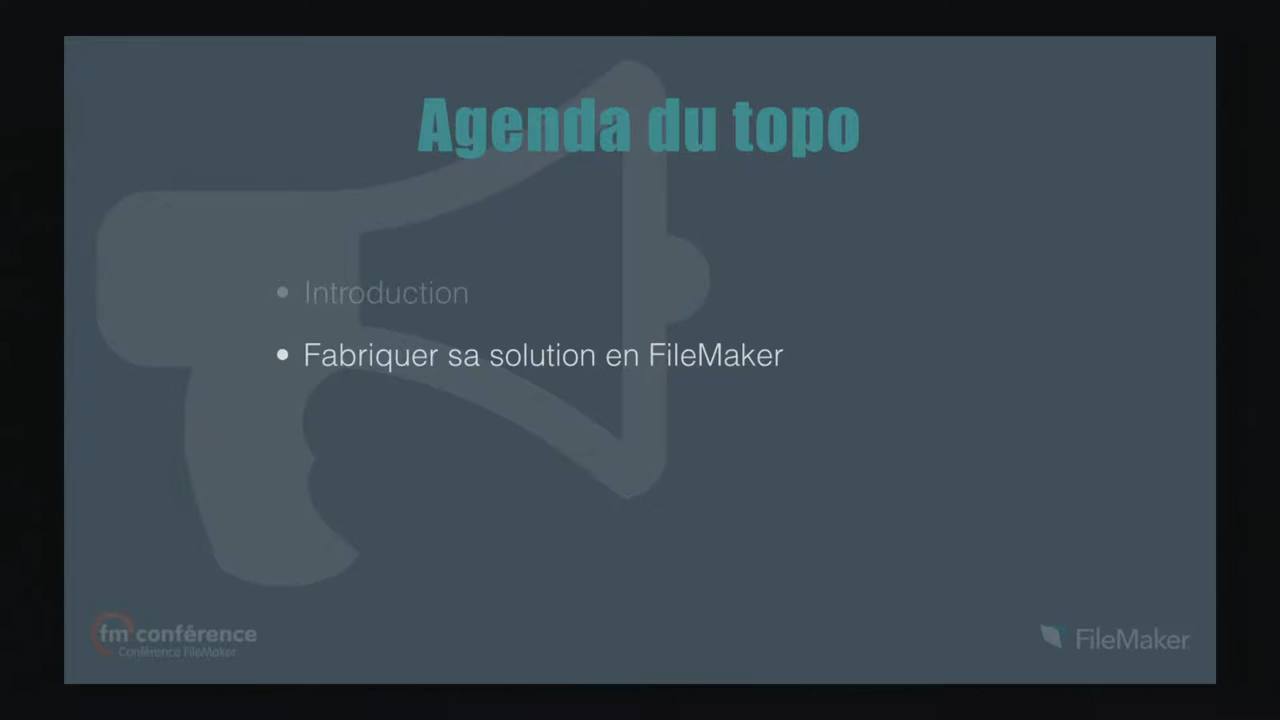 Agenda du topo
• Introduction
• Fabriquer sa solution en FileMaker
fm conférence
Conférence FileMaker
FileMaker